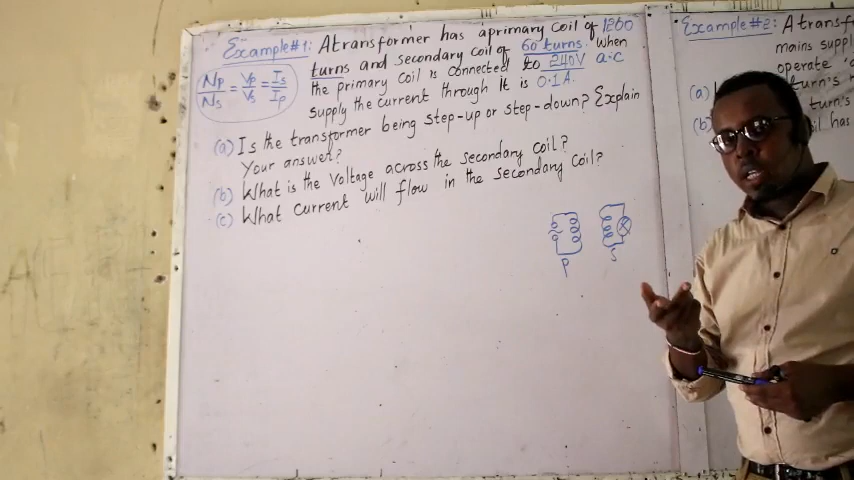 Example#1: A transformer has a primary coil of 1200
turns and secondary coil of 60 turns. When
the primary coil is connected to 240V a.c
supply the current through it is 0.1A.
Np/Ns = Vp/Vs = Is/Ip
(a) Is the transformer being step-up or step-down? Explain
Your answer?
(b) What is the Voltage across the secondary coil?
(c) What current will flow in the secondary coil?
P
S
Example#2: A transf
mains suppl
operate
(a)
turn's
(b)
turn's
has